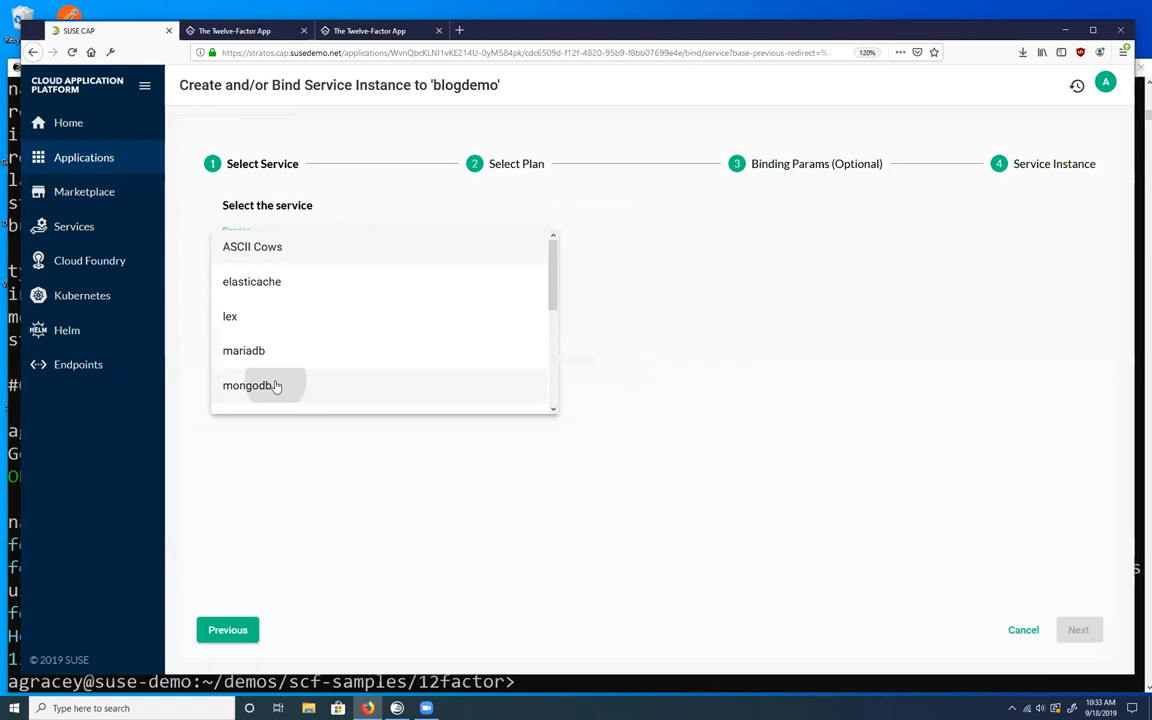 SUSE CAP
The Twelve-Factor App
The Twelve-Factor App
https://stratos.cap.susedemo.net/applications/WvnQbcKLNI1vKE214U-0yM584pk/cdc6509d-f12f-4820-95b9-f8bb07699e4e/bind/service?base-previous-redirect=%
120%
CLOUD APPLICATION
PLATFORM
Create and/or Bind Service Instance to 'blogdemo'
A
Home
Applications
Marketplace
Services
Cloud Foundry
Kubernetes
HELM
Helm
Endpoints
1 Select Service
2 Select Plan
3 Binding Params (Optional)
4 Service Instance
Select the service
ASCII Cows
elasticache
lex
mariadb
mongodb
Previous
Cancel
Next
© 2019 SUSE
agracey@suse-demo:~/demos/scf-samples/12factor>
Type here to search
10:33 AM
9/18/2019